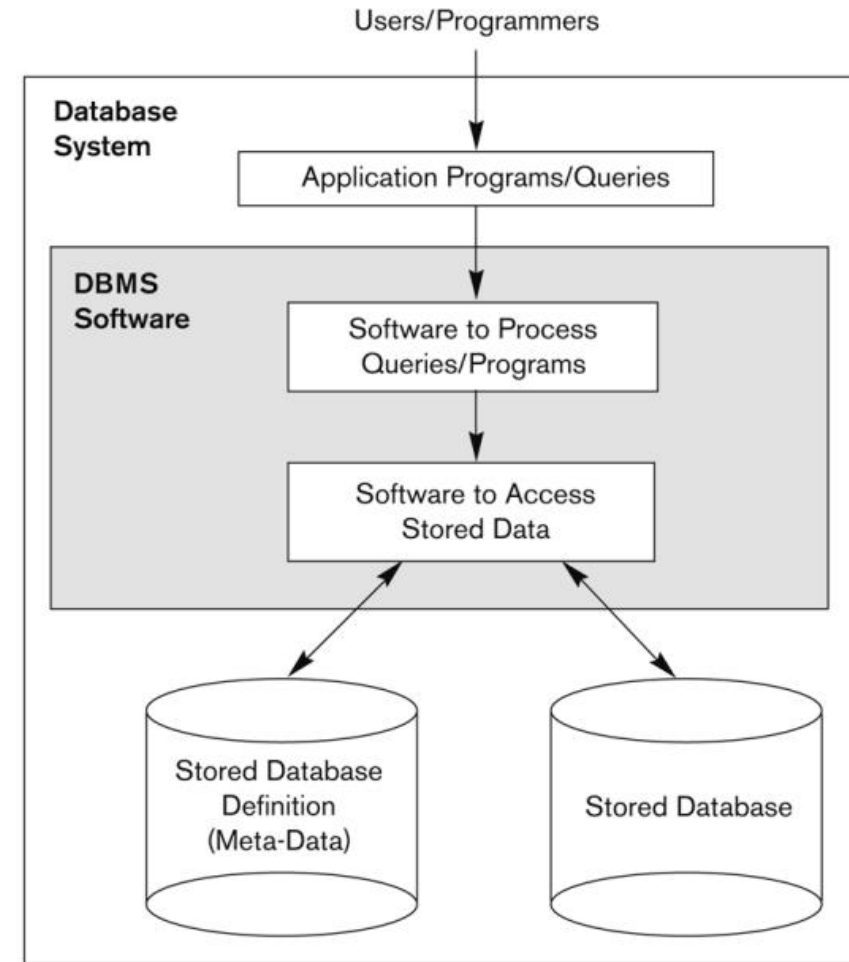 Users/Programmers
Database
System
Application Programs/Queries
DBMS
Software
Software to Process
Queries/Programs
Software to Access
Stored Data
Stored Database
Definition
(Meta-Data)
Stored Database